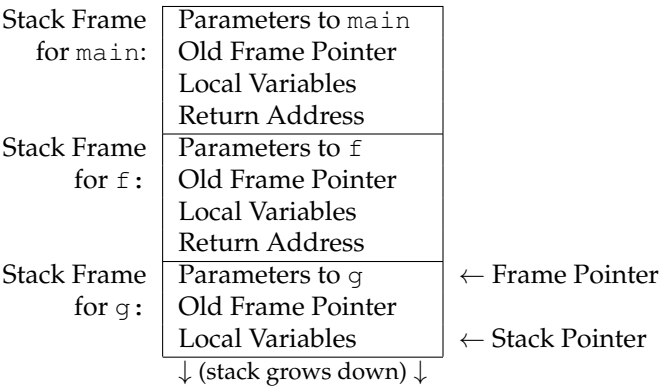 Stack Frame Parameters to main
for main: Old Frame Pointer
Local Variables
Return Address
Stack Frame Parameters to f
for f: Old Frame Pointer
Local Variables
Return Address
Stack Frame Parameters to g ← Frame Pointer
for g: Old Frame Pointer
Local Variables ← Stack Pointer
↓ (stack grows down) ↓